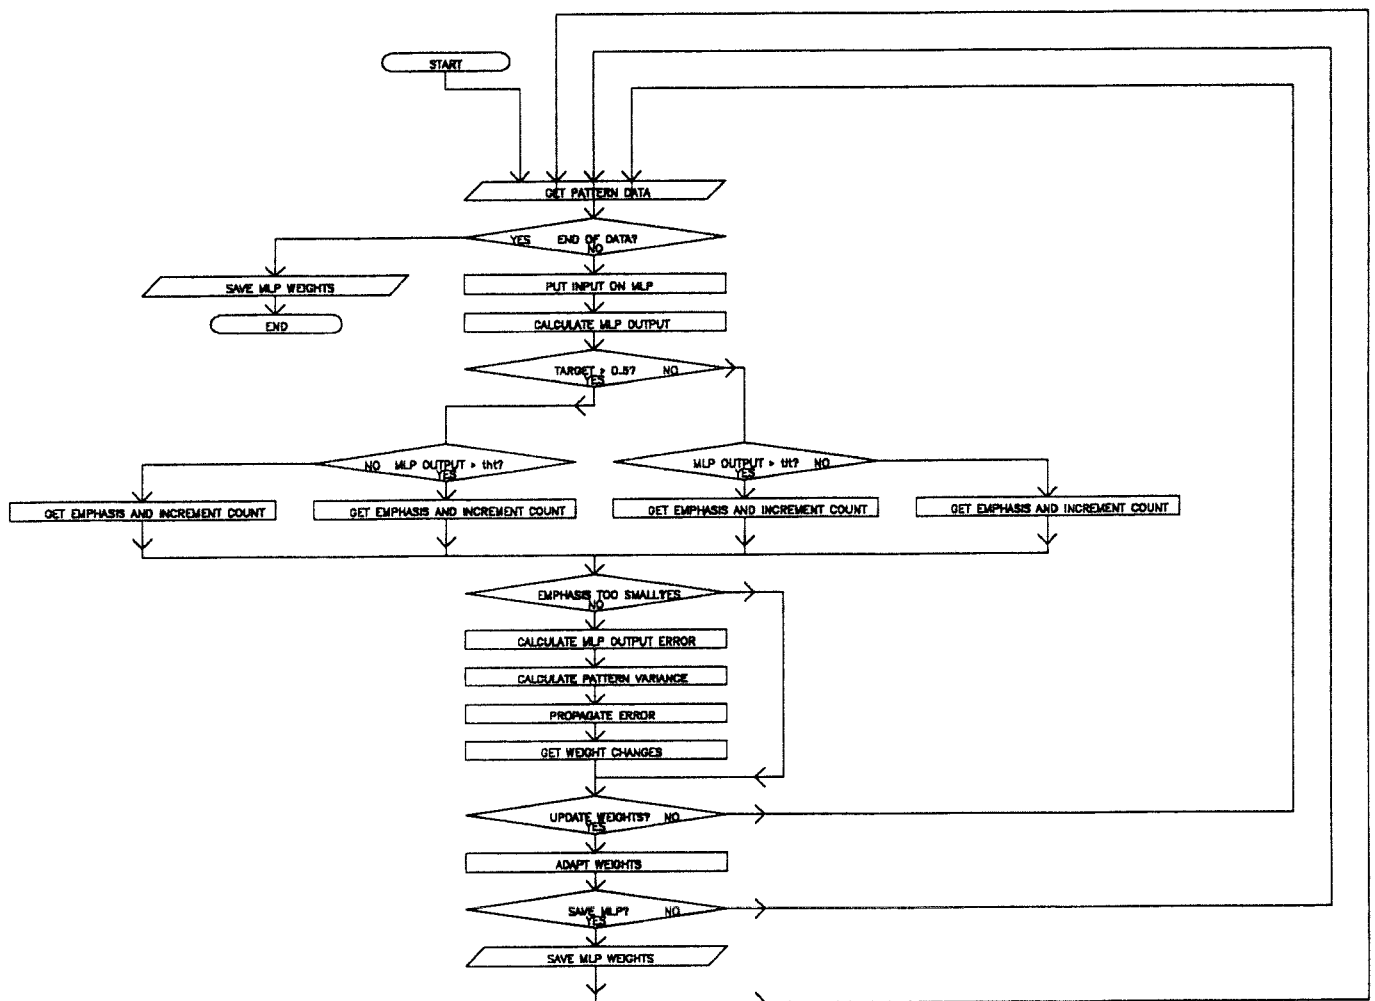 START
GET PATTERN DATA
YES END OF DATA?
NO
SAVE MLP WEIGHTS
PUT INPUT ON MLP
END
CALCULATE MLP OUTPUT
TARGET > 0.5? NO
YES
NO MLP OUTPUT > tht?
YES
MLP OUTPUT > tlt? NO
YES
GET EMPHASIS AND INCREMENT COUNT
GET EMPHASIS AND INCREMENT COUNT
GET EMPHASIS AND INCREMENT COUNT
GET EMPHASIS AND INCREMENT COUNT
EMPHASIS TOO SMALL? YES
NO
CALCULATE MLP OUTPUT ERROR
CALCULATE PATTERN VARIANCE
PROPAGATE ERROR
GET WEIGHT CHANGES
UPDATE WEIGHTS? NO
YES
ADAPT WEIGHTS
SAVE MLP? NO
YES
SAVE MLP WEIGHTS